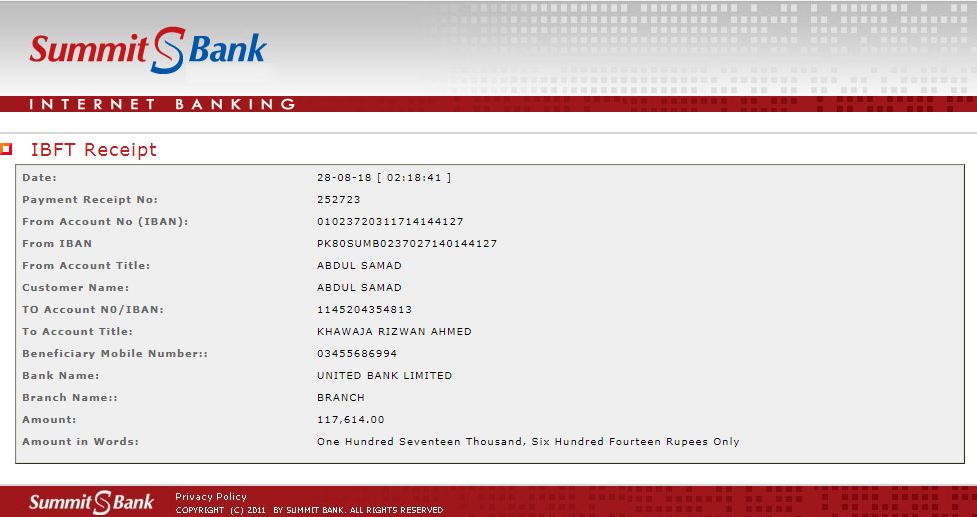 Summit S Bank
INTERNET BANKING
IBFT Receipt
Date: 28-08-18 [ 02:18:41 ]
Payment Receipt No: 252723
From Account No (IBAN): 01023720311714144127
From IBAN PK80SUMB0237027140144127
From Account Title: ABDUL SAMAD
Customer Name: ABDUL SAMAD
TO Account N0/IBAN: 1145204354813
To Account Title: KHAWAJA RIZWAN AHMED
Beneficiary Mobile Number:: 03455686994
Bank Name: UNITED BANK LIMITED
Branch Name:: BRANCH
Amount: 117,614.00
Amount in Words: One Hundred Seventeen Thousand, Six Hundred Fourteen Rupees Only
Summit S Bank
Privacy Policy
COPYRIGHT (C) 2011 BY SUMMIT BANK. ALL RIGHTS RESERVED